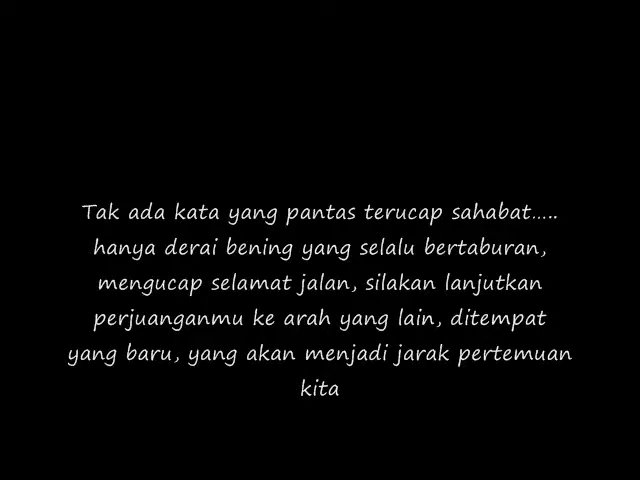 Tak ada kata yang pantas terucap sahabat.....
hanya derai bening yang selalu bertaburan,
mengucap selamat jalan, silakan lanjutkan
perjuanganmu ke arah yang lain, ditempat
yang baru, yang akan menjadi jarak pertemuan
kita